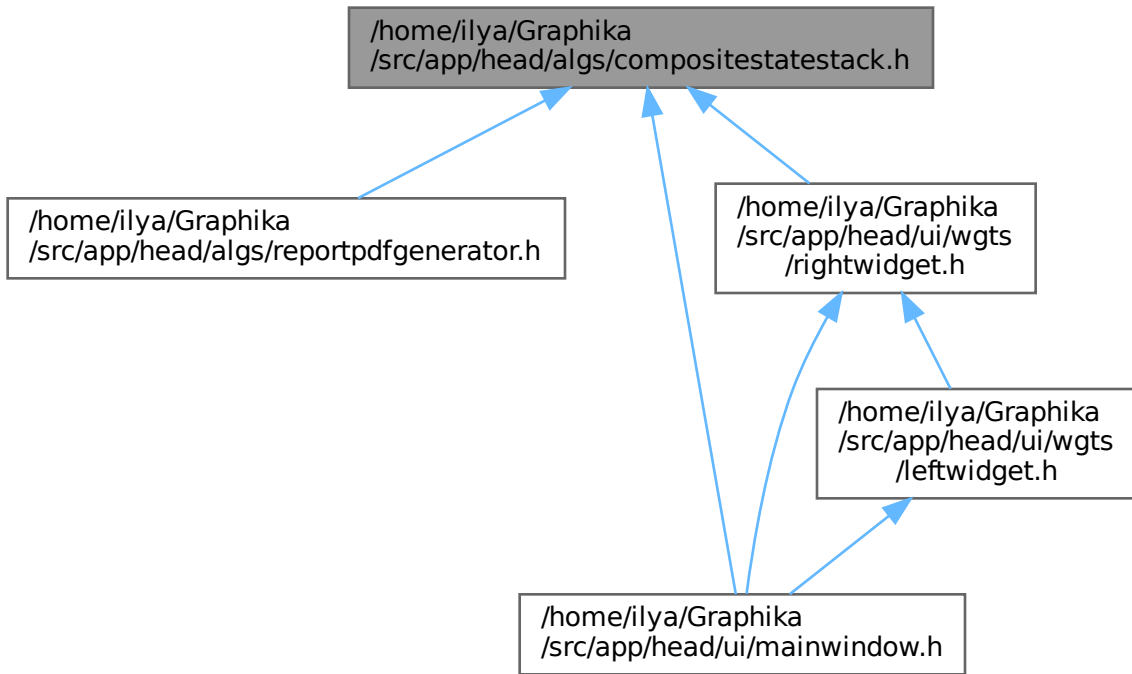 /home/ilya/Graphika
/src/app/head/algs/compositestatestack.h
/home/ilya/Graphika
/src/app/head/algs/reportpdfgenerator.h
/home/ilya/Graphika
/src/app/head/ui/wgts
/rightwidget.h
/home/ilya/Graphika
/src/app/head/ui/wgts
/leftwidget.h
/home/ilya/Graphika
/src/app/head/ui/mainwindow.h